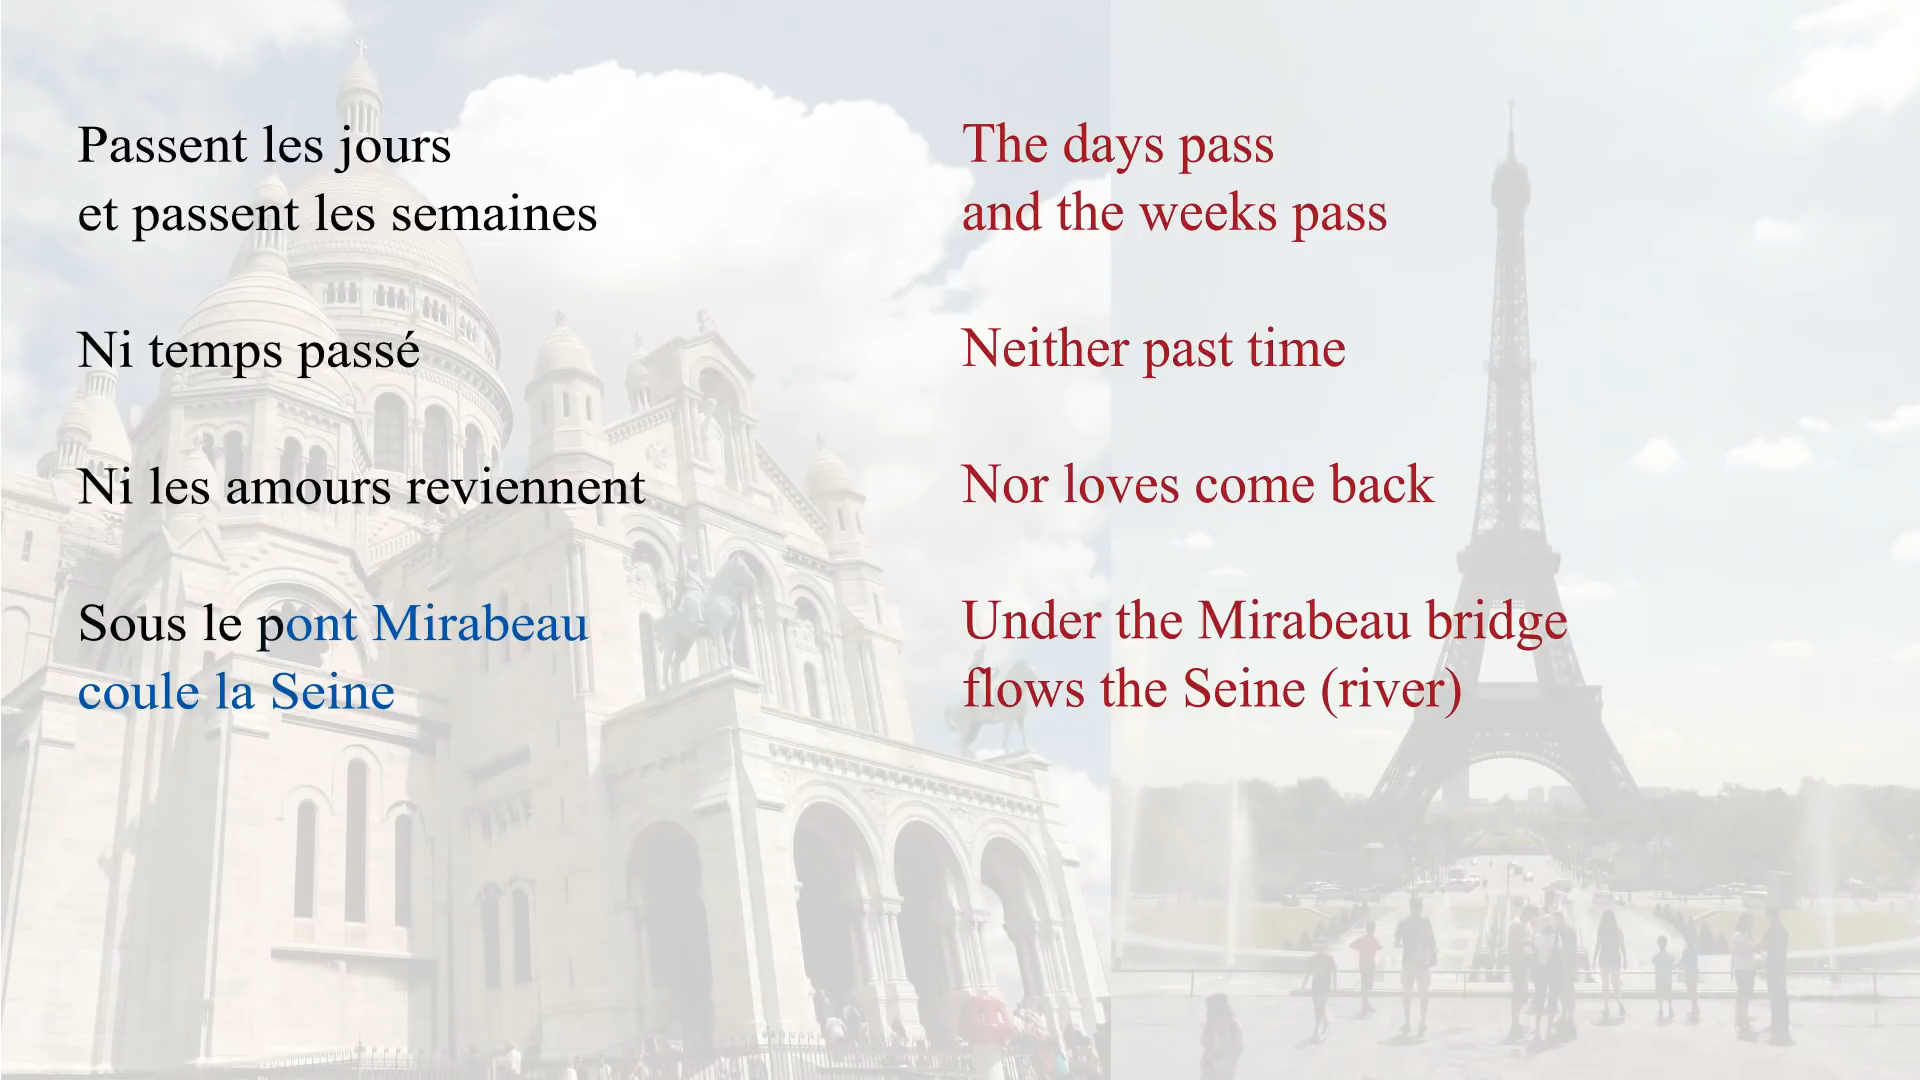 Passent les jours
et passent les semaines
Ni temps passé
Ni les amours reviennent
Sous le pont Mirabeau
coule la Seine
The days pass
and the weeks pass
Neither past time
Nor loves come back
Under the Mirabeau bridge
flows the Seine (river)